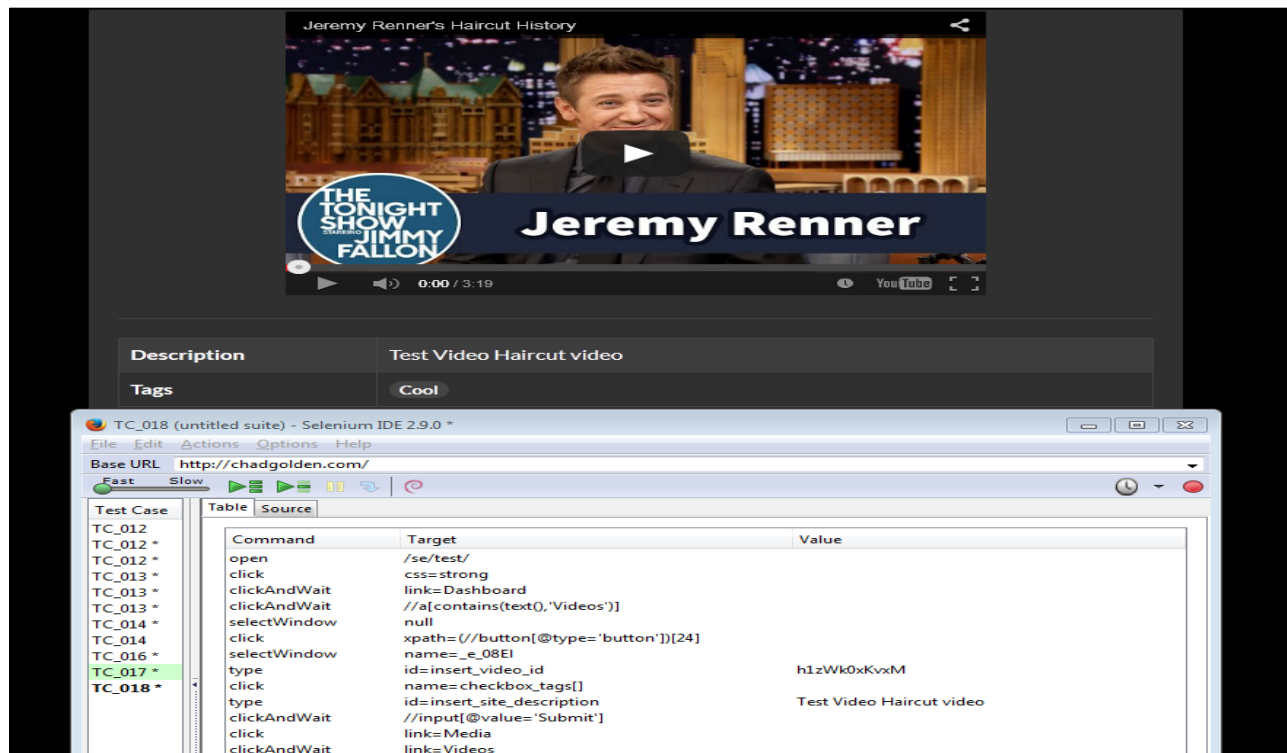 Jeremy Renner's Haircut History
THE
TONIGHT
SHOW
STARRING
JIMMY
FALLON
Jeremy Renner
0:00 / 3:19
YouTube
Description Test Video Haircut video
Tags Cool
TC_018 (untitled suite) - Selenium IDE 2.9.0 *
File Edit Actions Options Help
Base URL http://chadgolden.com/
Fast Slow
Test Case
TC_012
TC_012 *
TC_012 *
TC_013 *
TC_013 *
TC_013 *
TC_014 *
TC_014
TC_016 *
TC_017 *
TC_018 *
Table Source
Command Target Value
open /se/test/
click css=strong
clickAndWait link=Dashboard
clickAndWait //a[contains(text(),'Videos')]
selectWindow null
click xpath=(//button[@type='button'])[24]
selectWindow name=_e_08EI
type id=insert_video_id h1zWk0xKvxM
click name=checkbox_tags[]
type id=insert_site_description Test Video Haircut video
clickAndWait //input[@value='Submit']
click link=Media
clickAndWait link=Videos